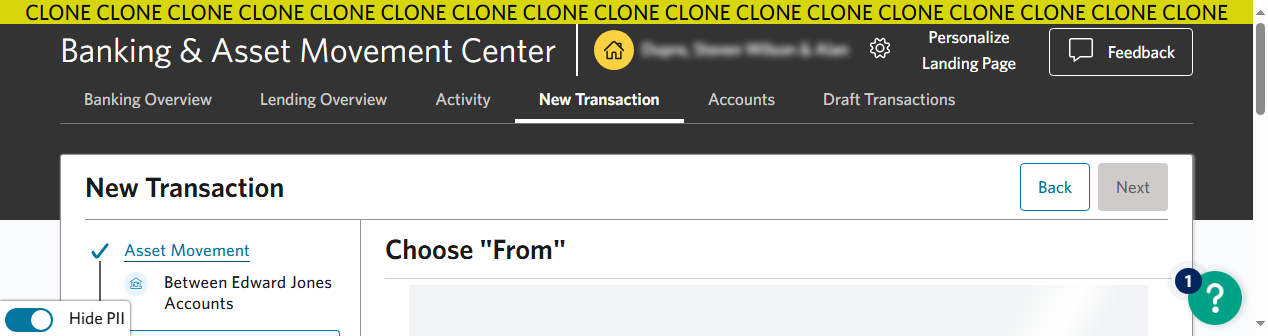 CLONE CLONE CLONE CLONE CLONE CLONE CLONE CLONE CLONE CLONE CLONE CLONE CLONE CLONE CLONE CLONE CLONE
Banking & Asset Movement Center
Personalize
Landing Page
Feedback
Banking Overview Lending Overview Activity New Transaction Accounts Draft Transactions
New Transaction
Back Next
Asset Movement
Choose "From"
Between Edward Jones
Accounts
1
?
Hide PII